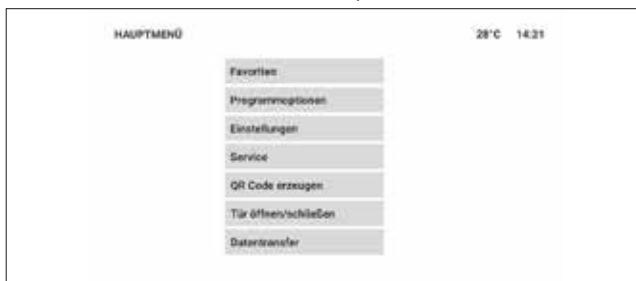 HAUPTMENÜ 28°C 14:21
Favoriten
Programmoptionen
Einstellungen
Service
QR Code erzeugen
Tür öffnen/schließen
Datentransfer